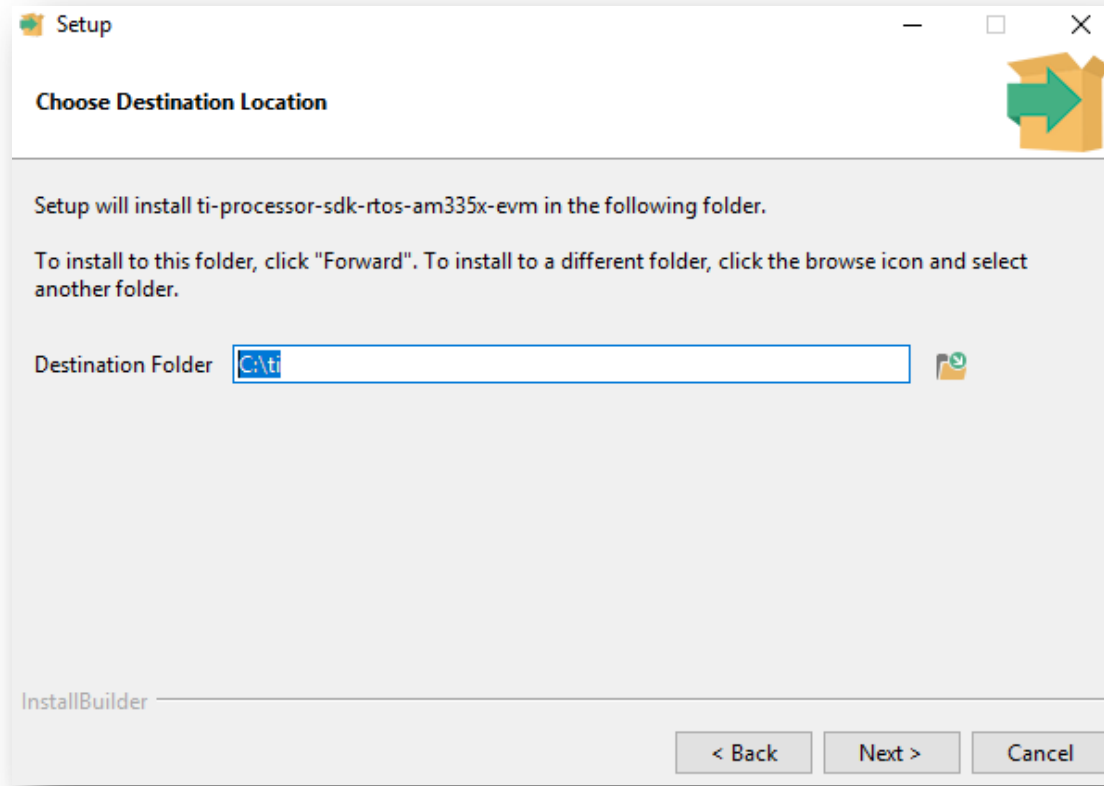 Setup
Choose Destination Location
Setup will install ti-processor-sdk-rtos-am335x-evm in the following folder.
To install to this folder, click "Forward". To install to a different folder, click the browse icon and select
another folder.
Destination Folder C:\ti
InstallBuilder
< Back Next > Cancel